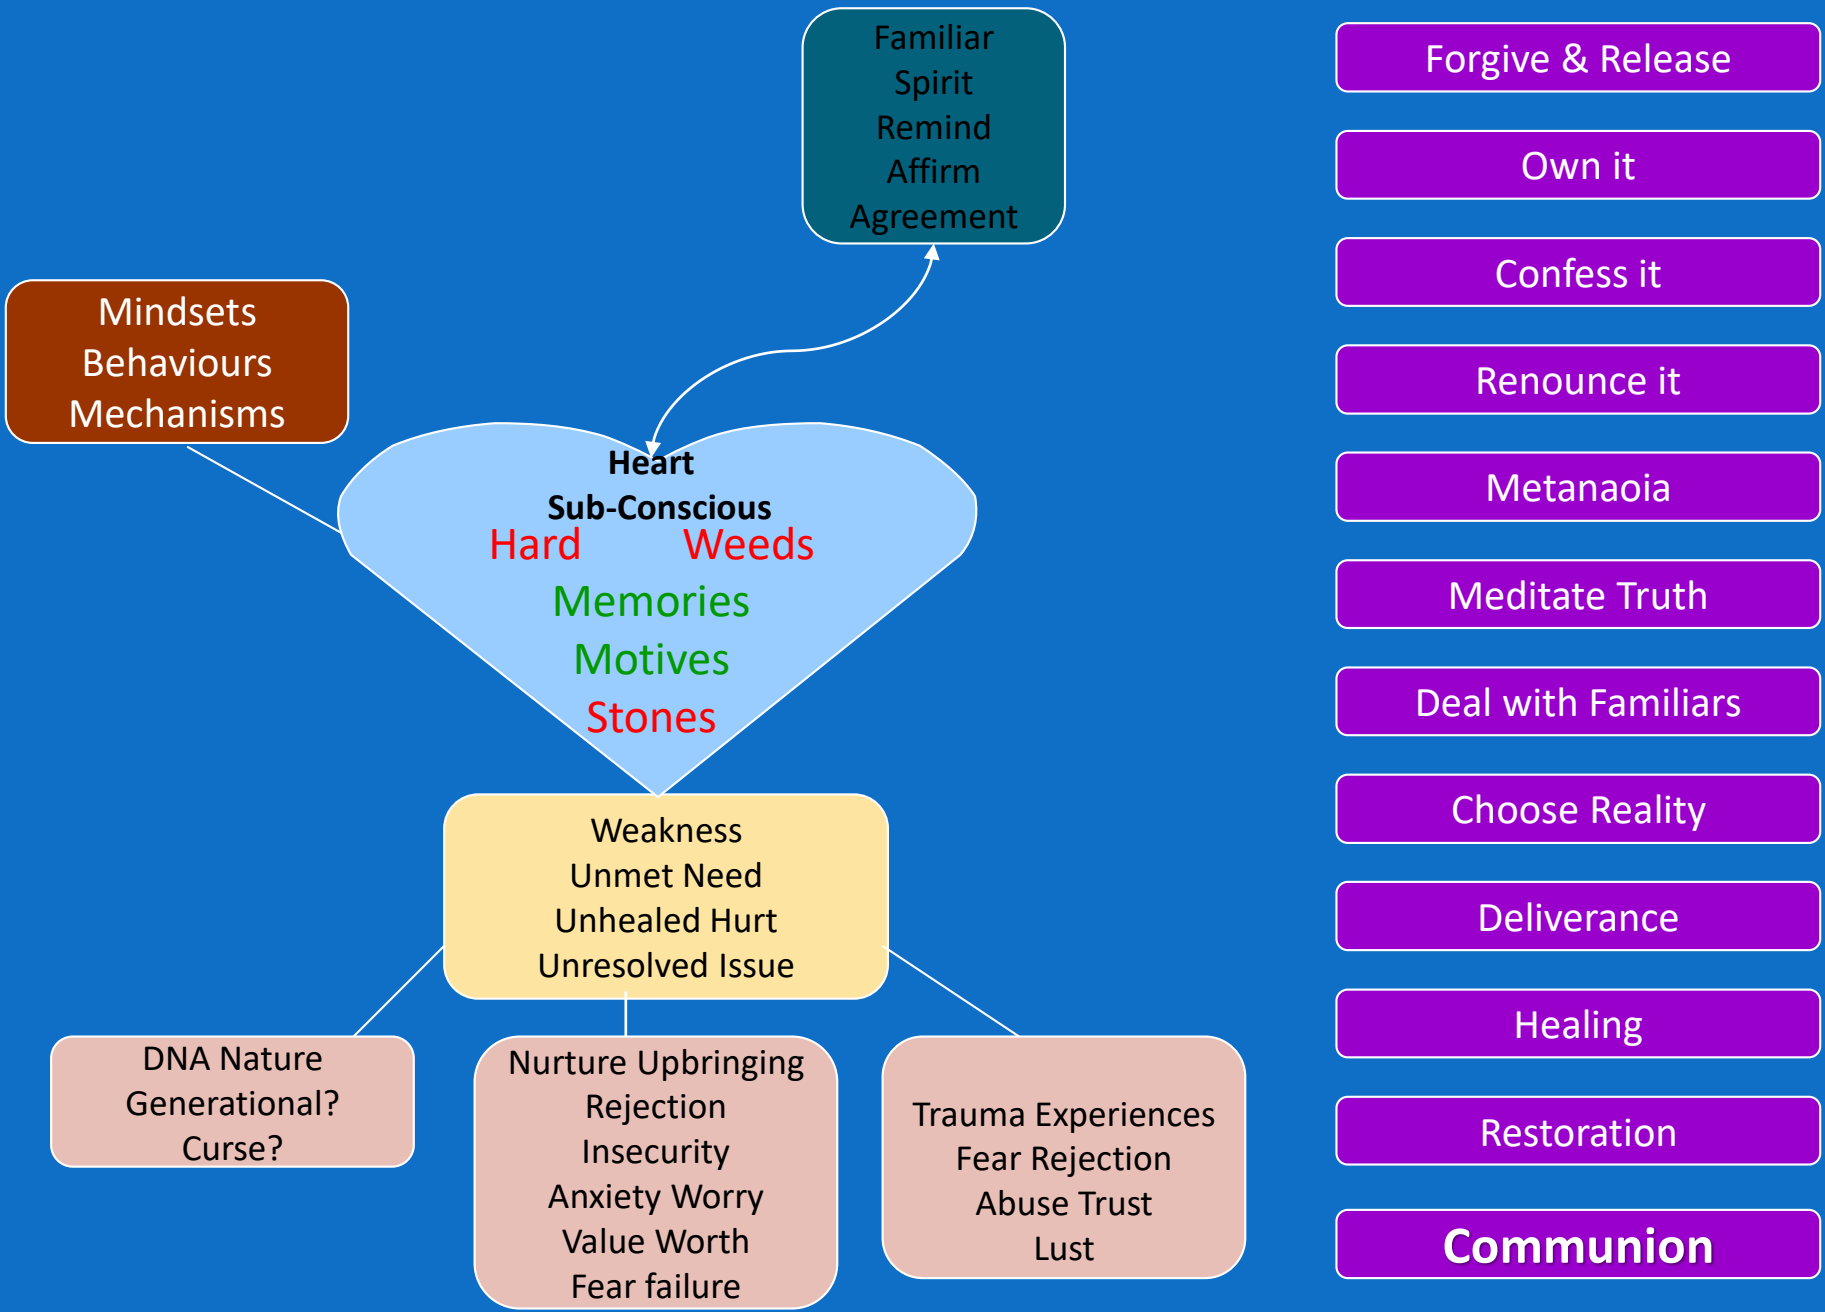 Familiar
Spirit
Remind
Affirm
Agreement
Mindsets
Behaviours
Mechanisms
Heart
Sub-Conscious
Hard Weeds
Memories
Motives
Stones
Weakness
Unmet Need
Unhealed Hurt
Unresolved Issue
DNA Nature
Generational?
Curse?
Nurture Upbringing
Rejection
Insecurity
Anxiety Worry
Value Worth
Fear failure
Trauma Experiences
Fear Rejection
Abuse Trust
Lust
Forgive & Release
Own it
Confess it
Renounce it
Metanaoia
Meditate Truth
Deal with Familiars
Choose Reality
Deliverance
Healing
Restoration
Communion